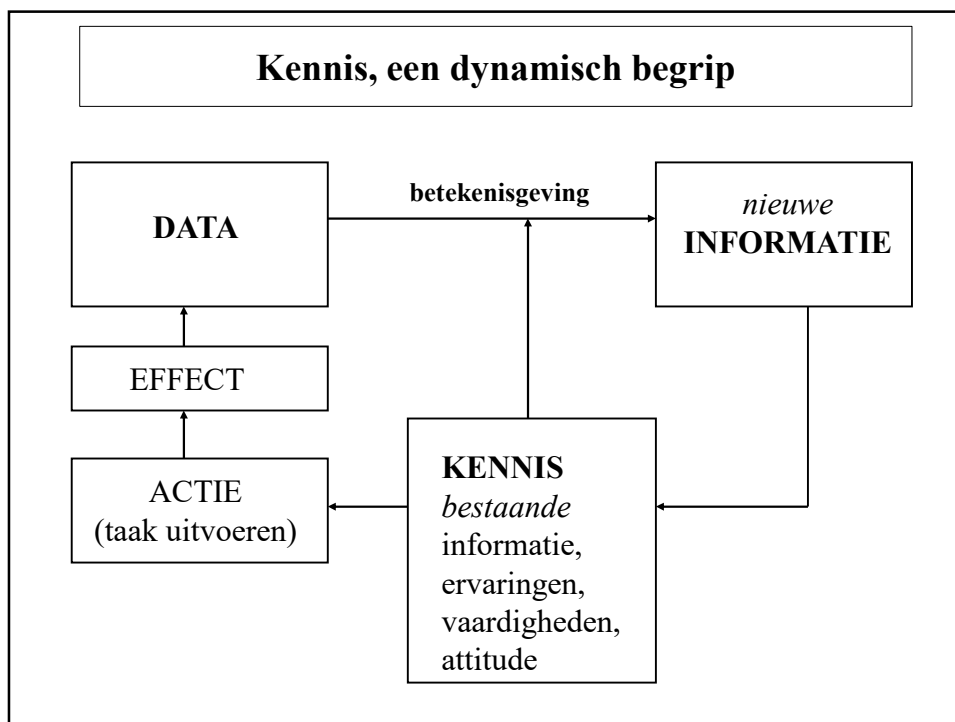 Kennis, een dynamisch begrip
DATA
betekenisgeving
nieuwe
INFORMATIE
EFFECT
ACTIE
(taak uitvoeren)
KENNIS
bestaande
informatie,
ervaringen,
vaardigheden,
attitude